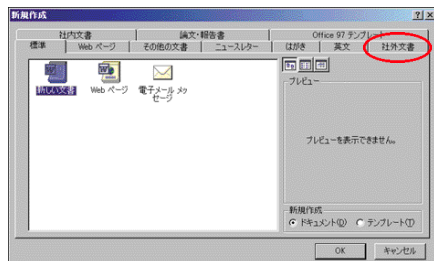 新規作成
社内文書 論文・報告書 Office 97 テンプレート
標準 Web ページ その他の文書 ニュースレター はがき 英文 社外文書
新しい文書 Web ページ 電子メール メッ
セージ
プレビュー
プレビューを表示できません。
新規作成
ドキュメント(D) テンプレート(T)
OK キャンセル